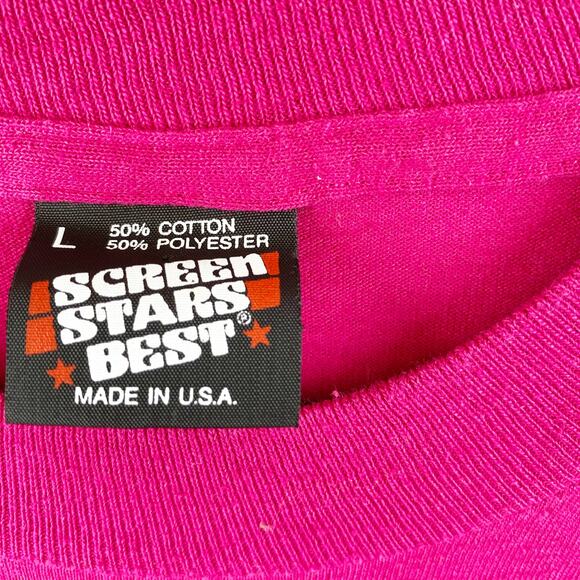 L 50% COTTON
50% POLYESTER
SCREEN
STARS
BEST®
MADE IN U.S.A.